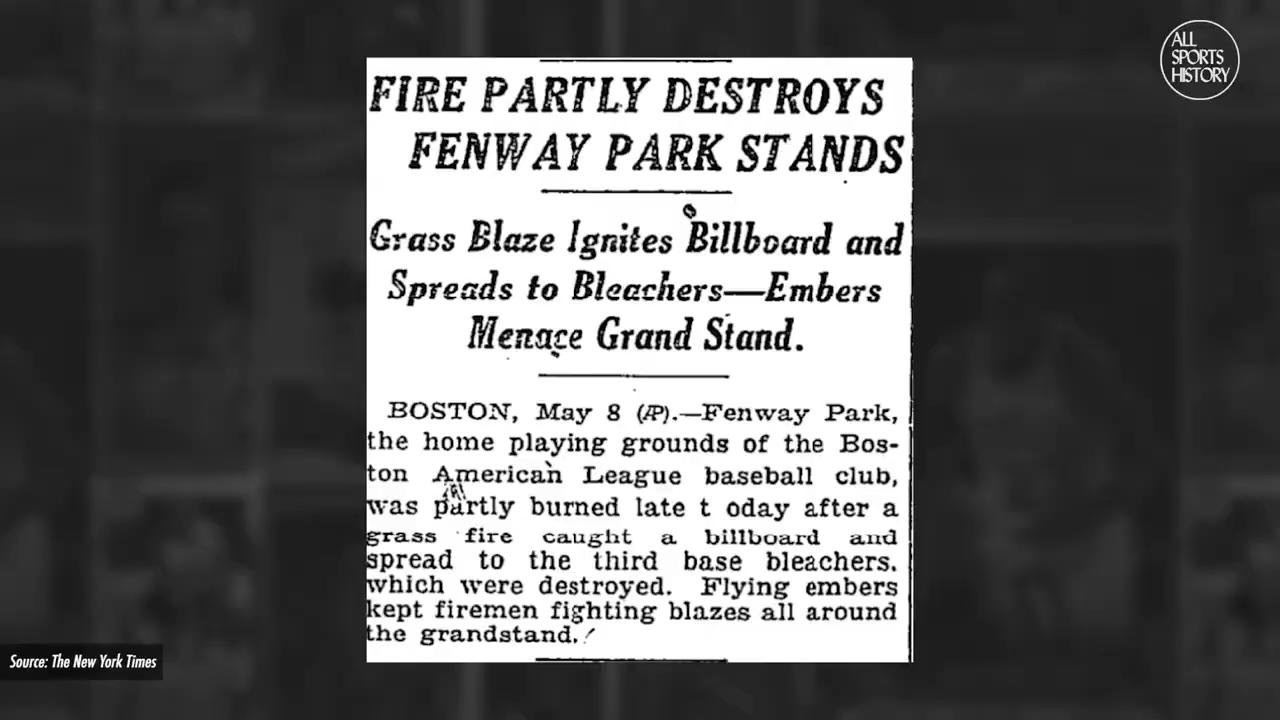 ALL
SPORTS
HISTORY
FIRE PARTLY DESTROYS
FENWAY PARK STANDS
Grass Blaze Ignites Billboard and
Spreads to Bleachers—Embers
Menace Grand Stand.
BOSTON, May 8 (AP).—Fenway Park,
the home playing grounds of the Bos-
ton American League baseball club,
was partly burned late t oday after a
grass fire caught a billboard and
spread to the third base bleachers.
which were destroyed. Flying embers
kept firemen fighting blazes all around
the grandstand.
Source: The New York Times